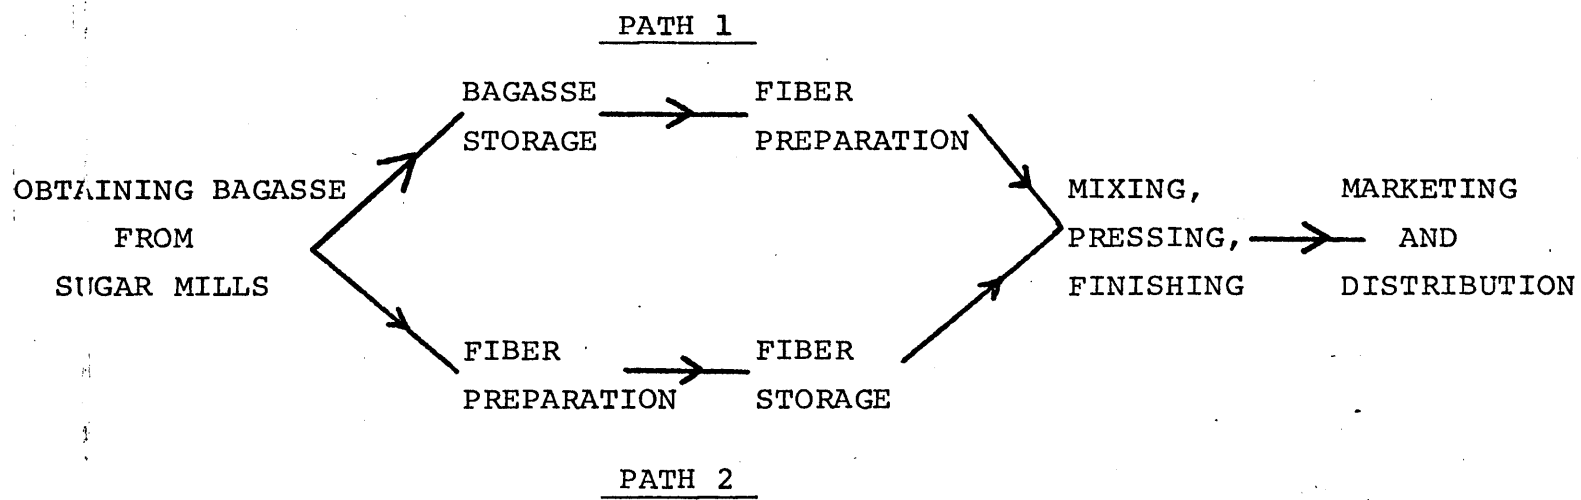 PATH 1
BAGASSE
STORAGE
FIBER
PREPARATION
OBTAINING BAGASSE
FROM
SUGAR MILLS
MIXING,
PRESSING,
FINISHING
MARKETING
AND
DISTRIBUTION
FIBER
PREPARATION
FIBER
STORAGE
PATH 2